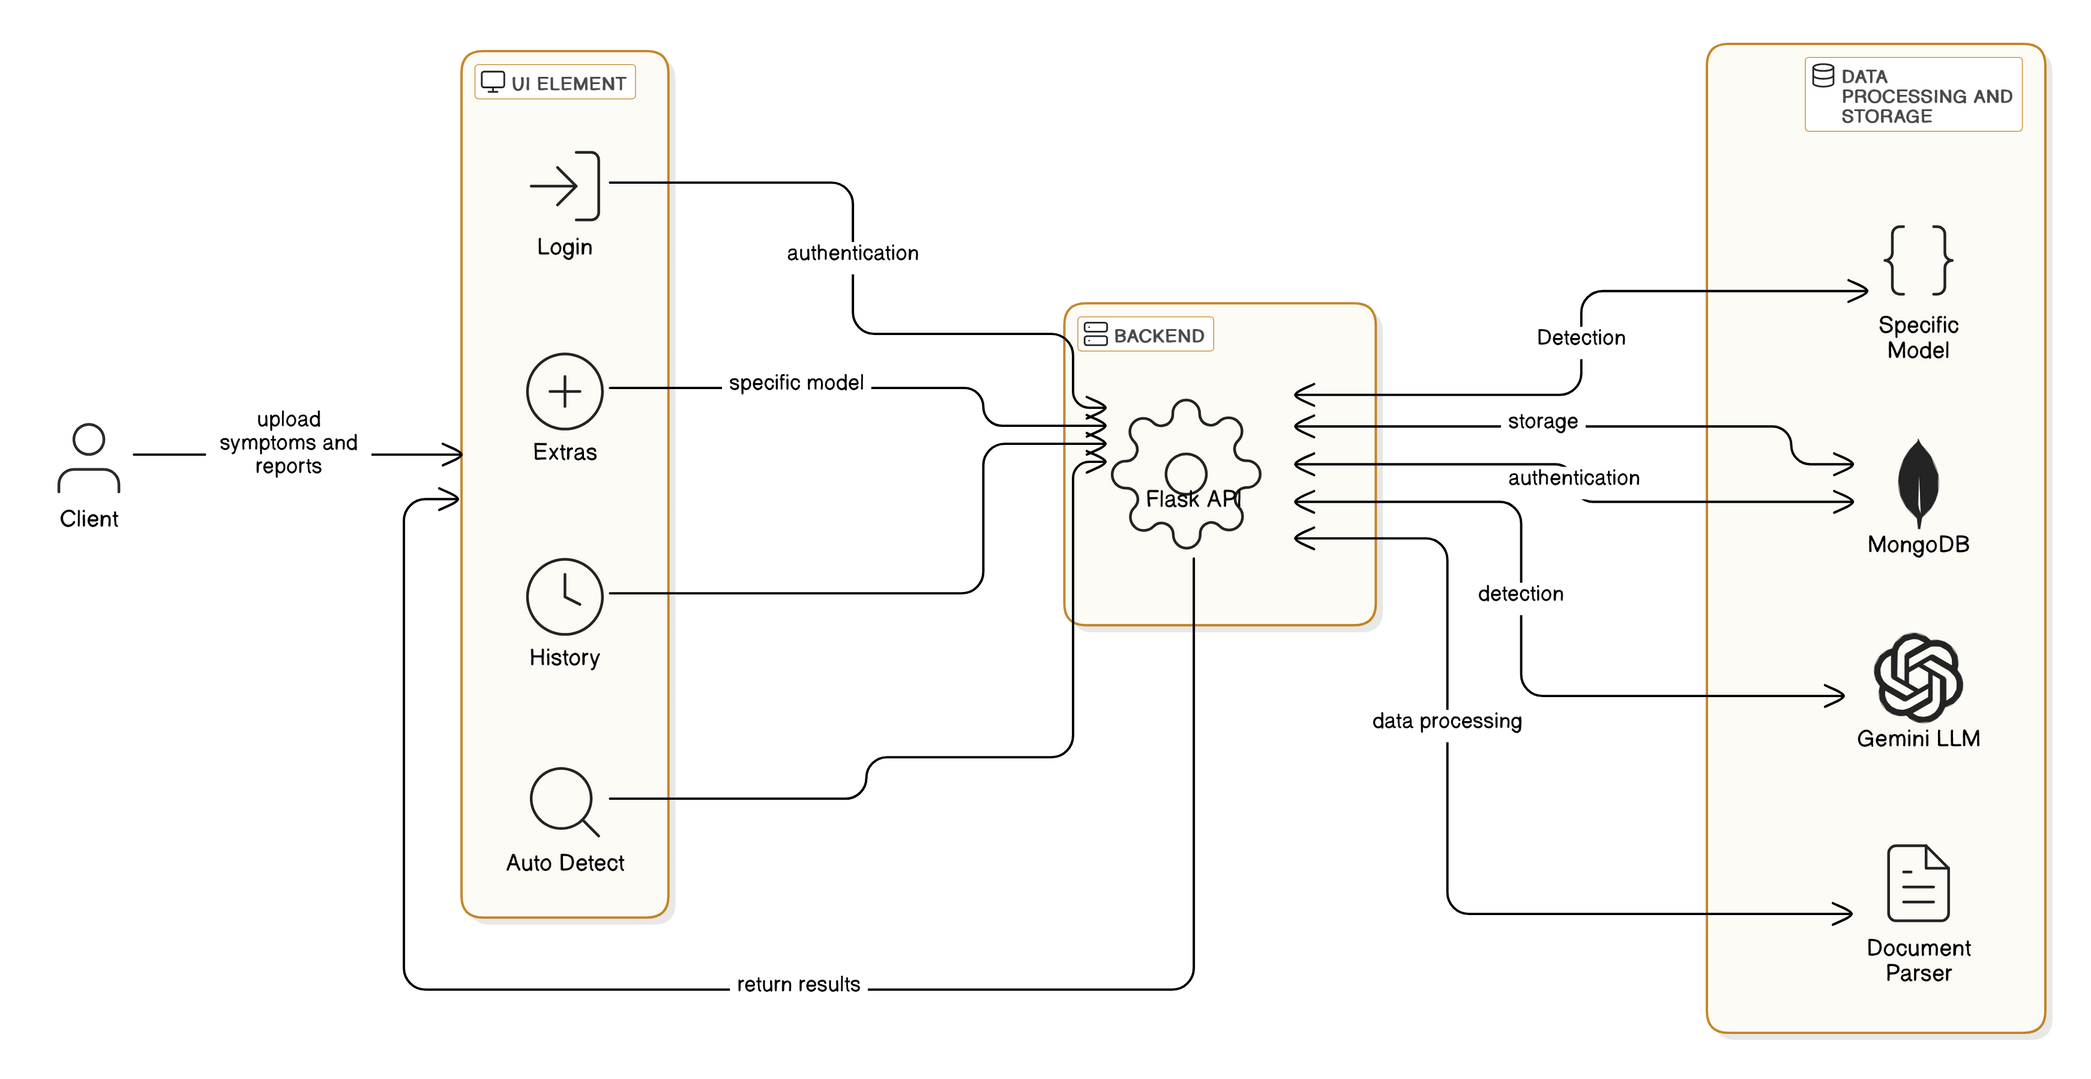 UI ELEMENT
Login
Extras
History
Auto Detect
upload
symptoms and
reports
Client
authentication
specific model
return results
BACKEND
Flask API
Detection
storage
authentication
detection
data processing
DATA
PROCESSING AND
STORAGE
Specific
Model
MongoDB
Gemini LLM
Document
Parser